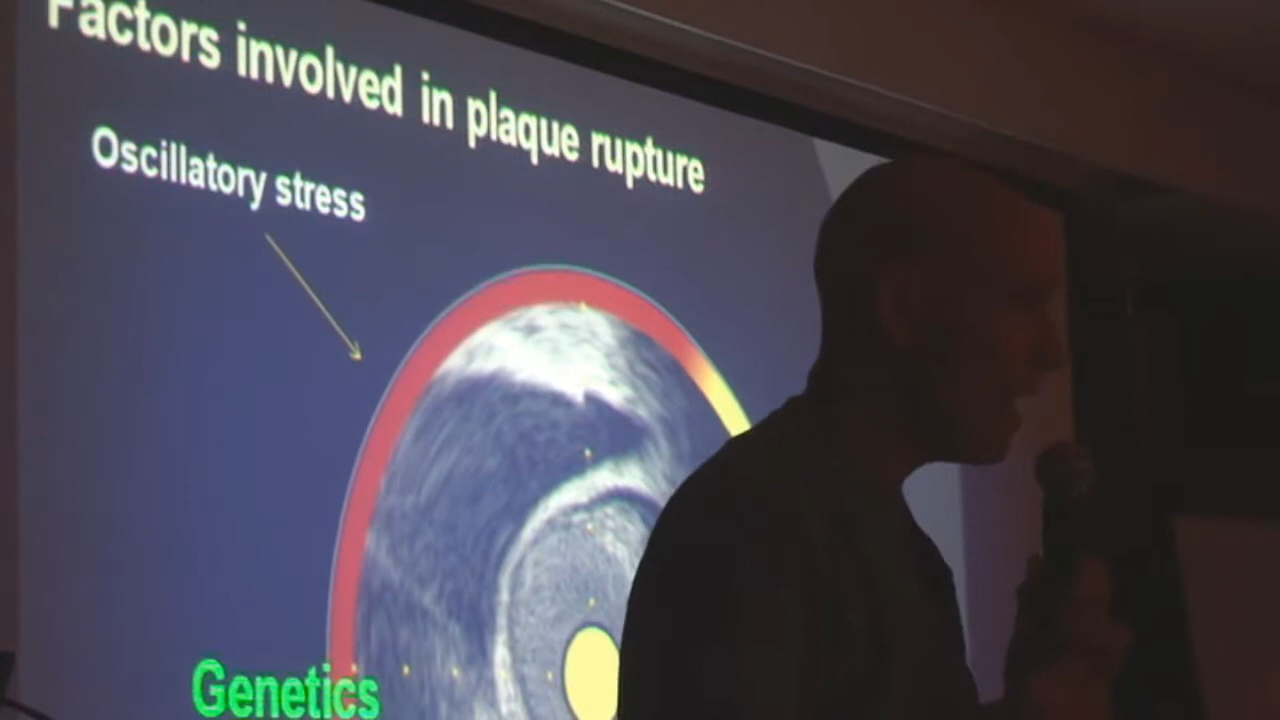 Factors involved in plaque rupture
Oscillatory stress
Genetics